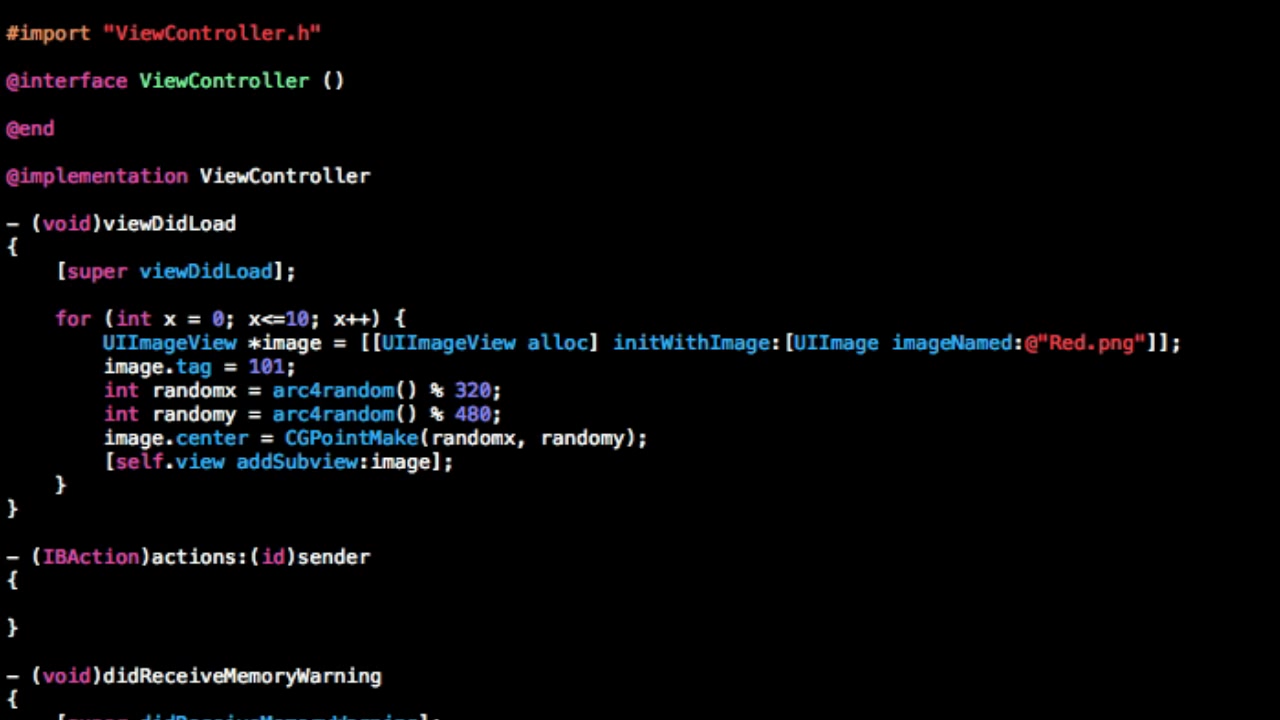 #import "ViewController.h"
@interface ViewController ()
@end
@implementation ViewController
- (void)viewDidLoad
{
[super viewDidLoad];
for (int x = 0; x<=10; x++) {
UIImageView *image = [[UIImageView alloc] initWithImage:[UIImage imageNamed:@"Red.png"]];
image.tag = 101;
int randomx = arc4random() % 320;
int randomy = arc4random() % 480;
image.center = CGPointMake(randomx, randomy);
[self.view addSubview:image];
}
}
- (IBAction)actions:(id)sender
{
}
- (void)didReceiveMemoryWarning
{
[super didReceiveMemoryWarning];